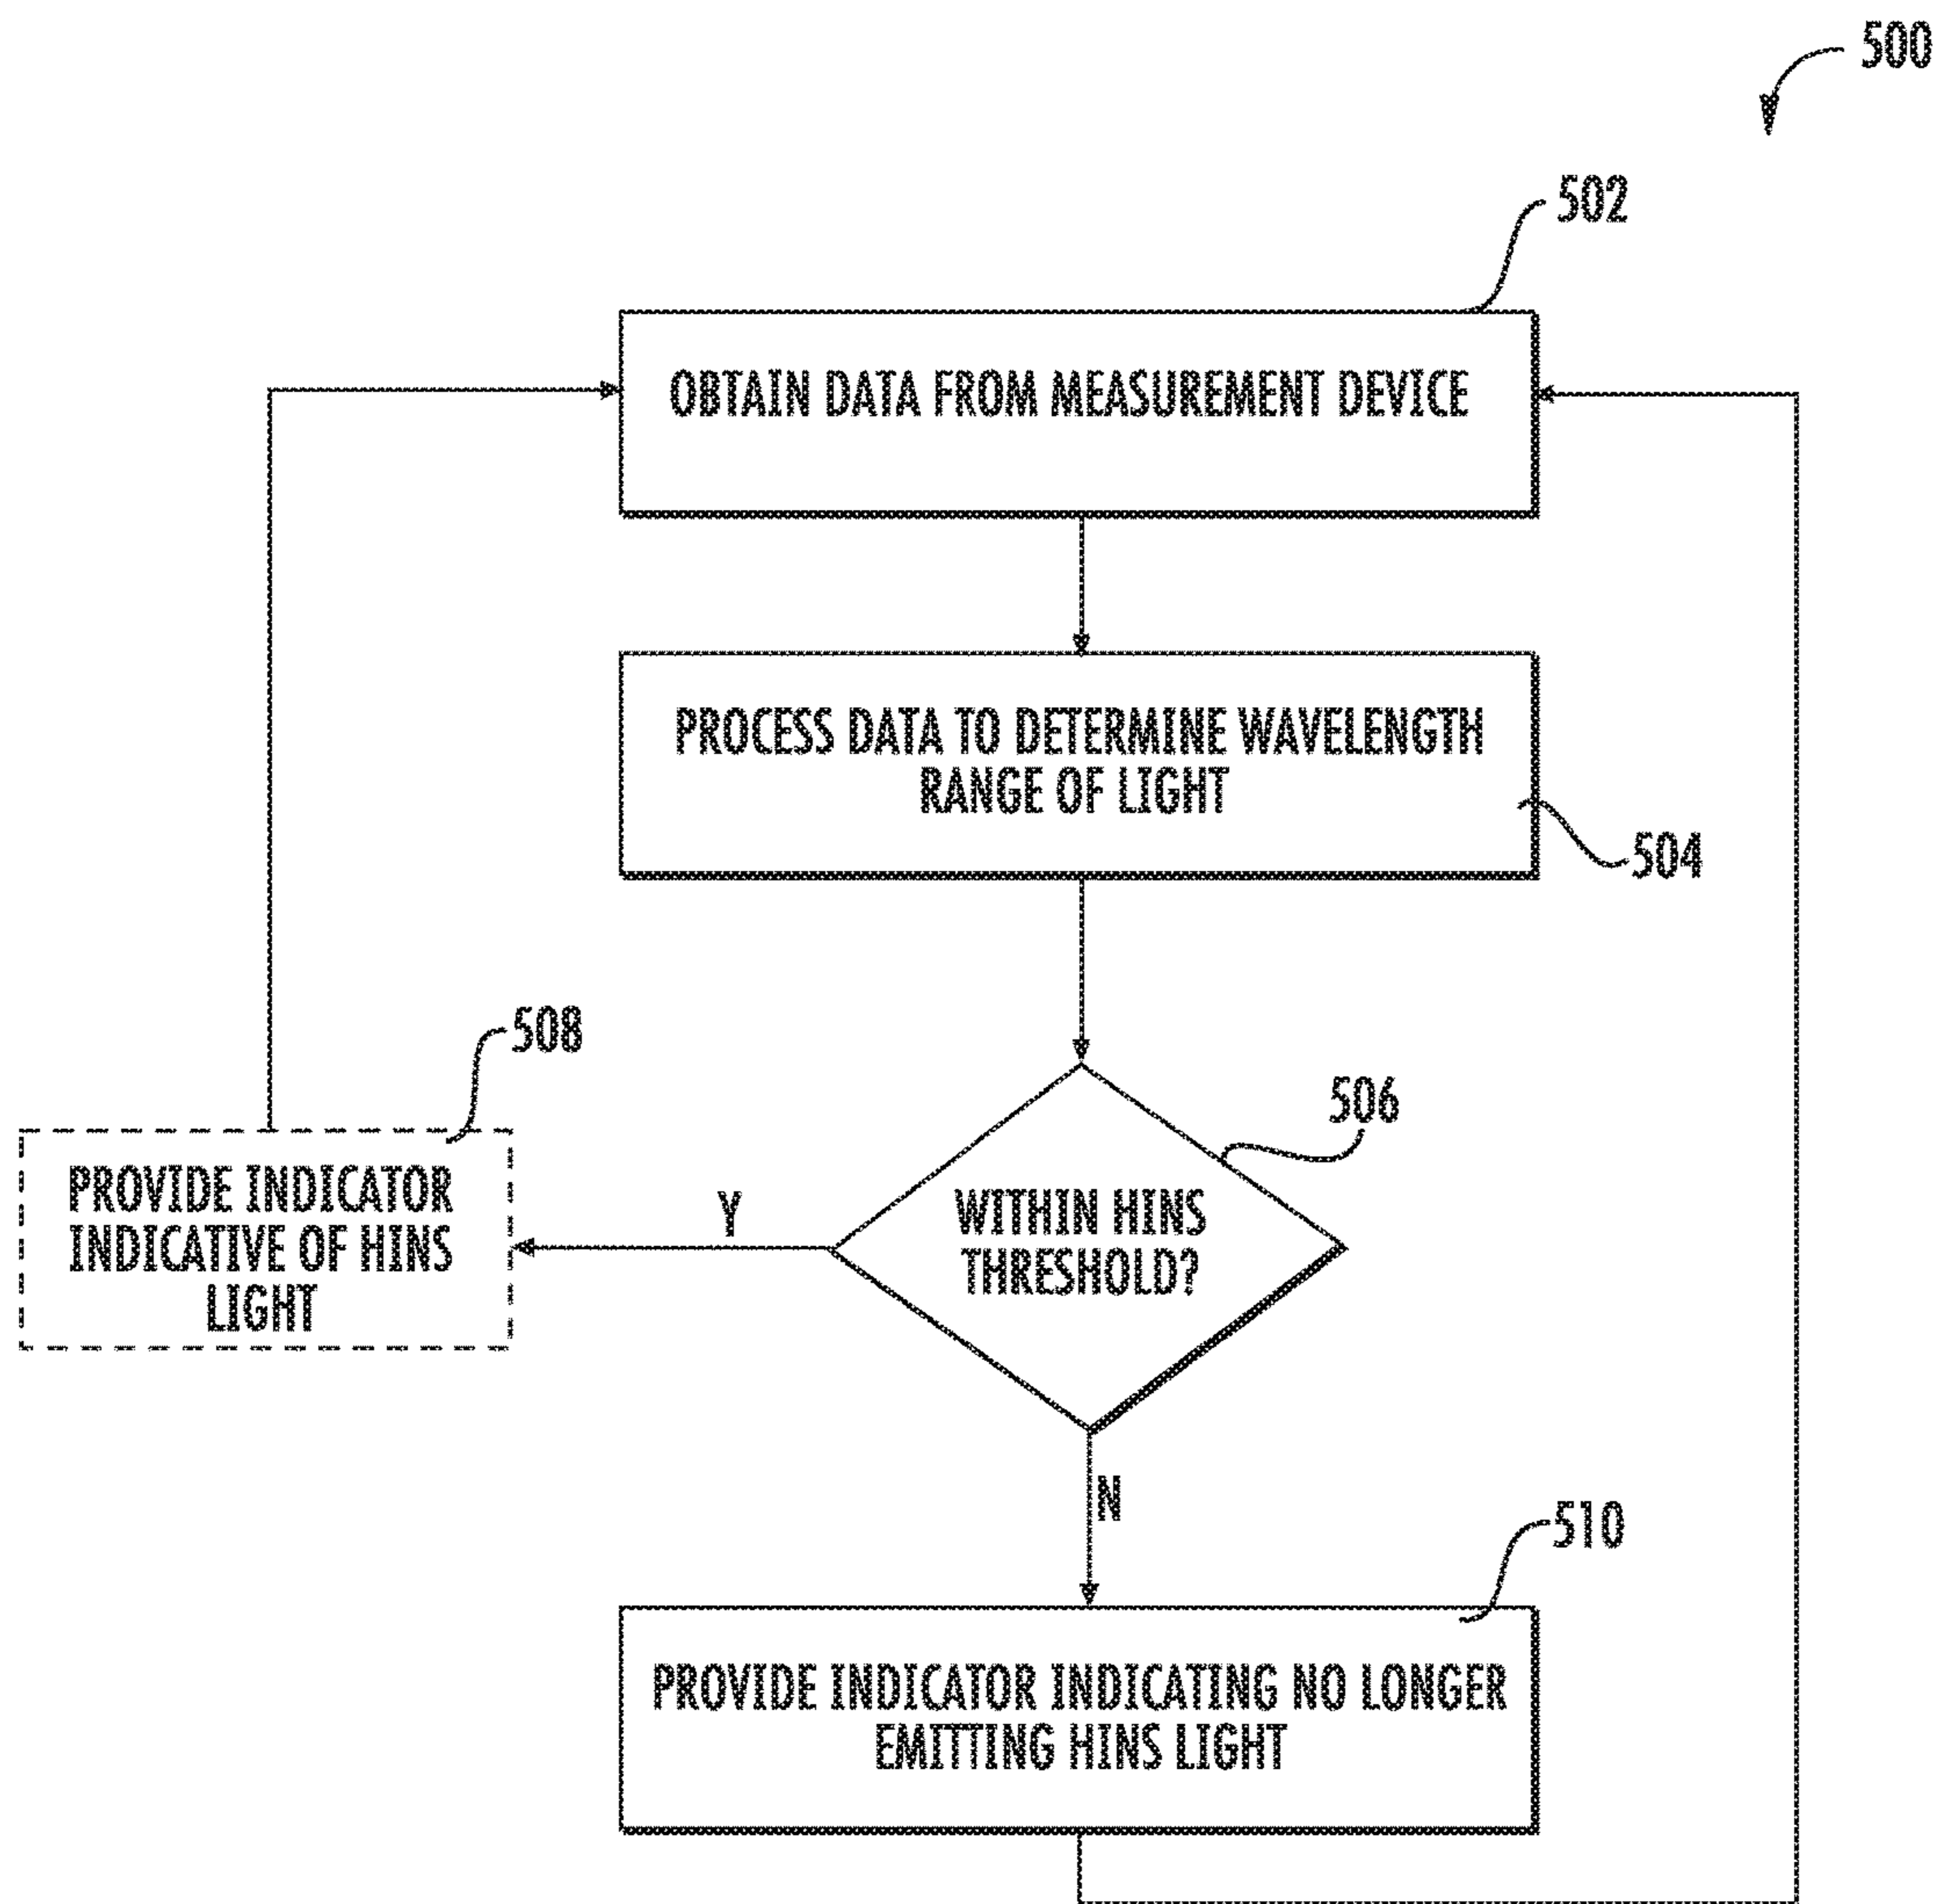 500
502
OBTAIN DATA FROM MEASUREMENT DEVICE
PROCESS DATA TO DETERMINE WAVELENGTH
RANGE OF LIGHT
504
508
506
PROVIDE INDICATOR
INDICATIVE OF HINS
LIGHT
Y
WITHIN HINS
THRESHOLD?
N
510
PROVIDE INDICATOR INDICATING NO LONGER
EMITTING HINS LIGHT